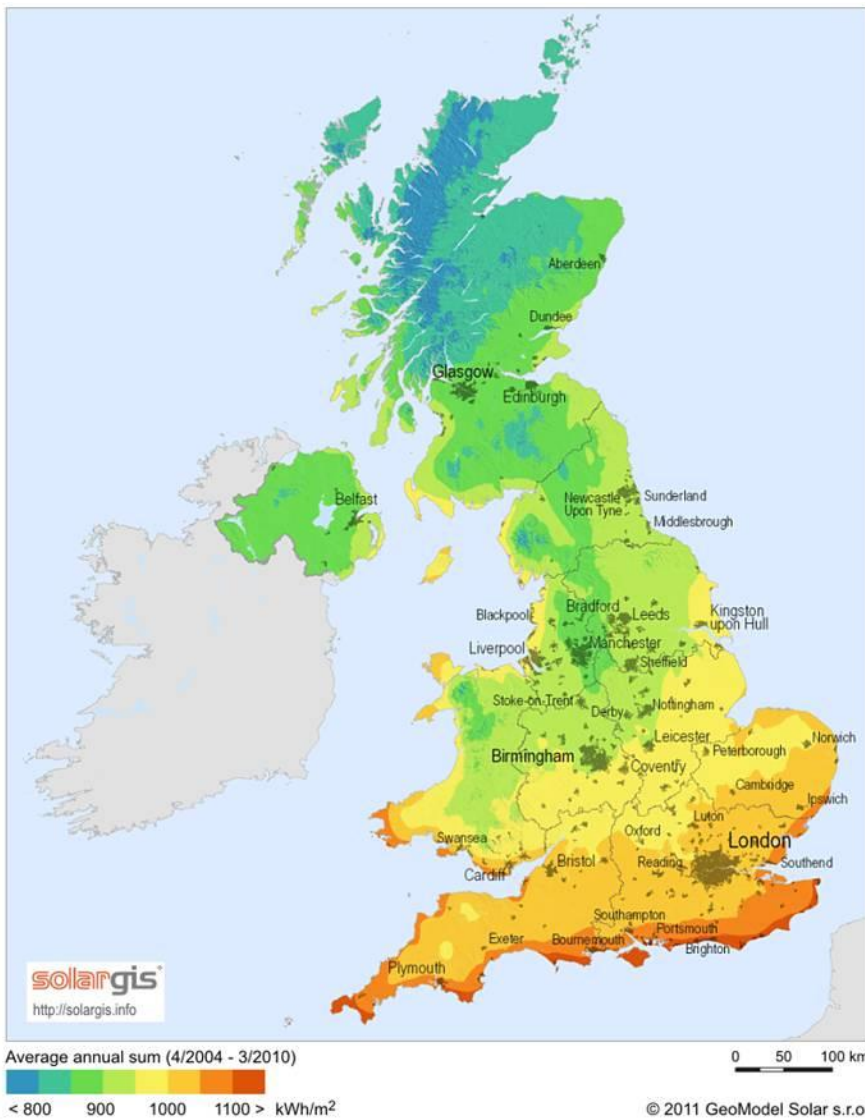 Aberdeen
Dundee
Glasgow
Edinburgh
Belfast
Newcastle
Upon Tyne
Sunderland
Middlesbrough
Blackpool
Bradford
Leeds
Kingston
upon Hull
Liverpool
Manchester
Sheffield
Stoke-on-Trent
Derby
Nottingham
Leicester
Birmingham
Peterborough
Norwich
Coventry
Cambridge
Ipswich
Swansea
Oxford
Luton
London
Cardiff
Bristol
Reading
Southend
Southampton
Exeter
Bournemouth
Portsmouth
Brighton
Plymouth
solargis
http://solargis.info
Average annual sum (4/2004 - 3/2010)
0 50 100 km
< 800 900 1000 1100 > kWh/m²
© 2011 GeoModel Solar s.r.o